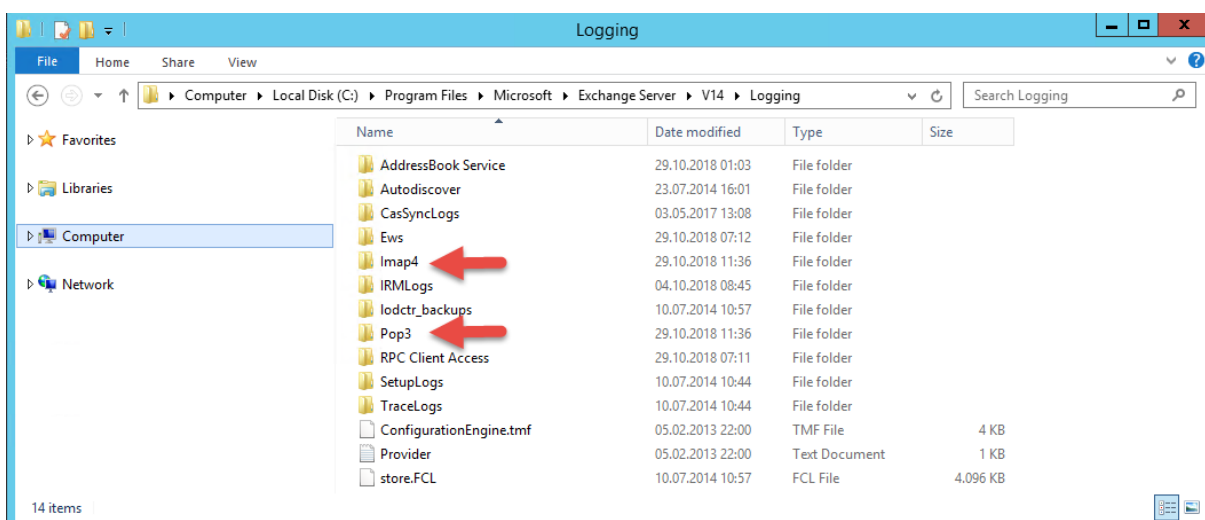 Logging
File Home Share View
Computer Local Disk (C:) Program Files Microsoft Exchange Server V14 Logging Search Logging
Favorites
Libraries
Computer
Network
Name Date modified Type Size
AddressBook Service 29.10.2018 01:03 File folder
Autodiscover 23.07.2014 16:01 File folder
CasSyncLogs 03.05.2017 13:08 File folder
Ews 29.10.2018 07:12 File folder
Imap4 29.10.2018 11:36 File folder
IRMLogs 04.10.2018 08:45 File folder
lodctr_backups 10.07.2014 10:57 File folder
Pop3 29.10.2018 11:36 File folder
RPC Client Access 29.10.2018 07:11 File folder
SetupLogs 10.07.2014 10:44 File folder
TraceLogs 10.07.2014 10:44 File folder
ConfigurationEngine.tmf 05.02.2013 22:00 TMF File 4 KB
Provider 05.02.2013 22:00 Text Document 1 KB
store.FCL 10.07.2014 10:57 FCL File 4.096 KB
14 items